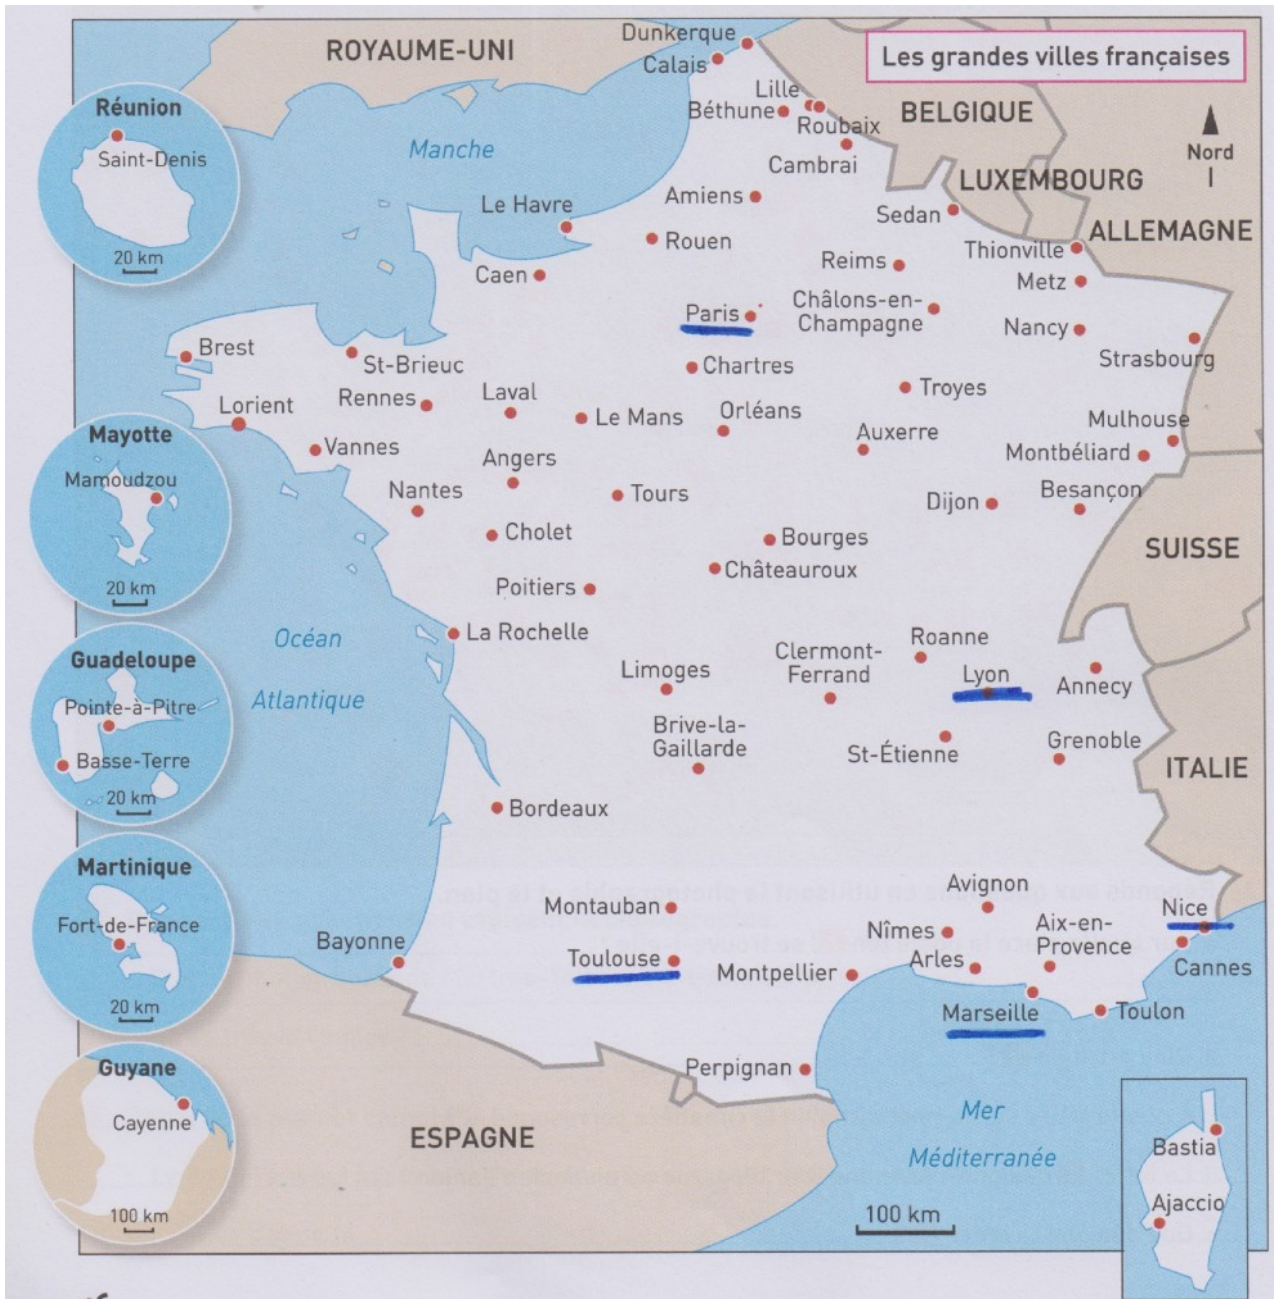 Les grandes villes françaises
ROYAUME-UNI
BELGIQUE
LUXEMBOURG
ALLEMAGNE
SUISSE
ITALIE
ESPAGNE
Nord
Manche
Océan
Atlantique
Mer
Méditerranée
100 km
Dunkerque
Calais
Lille
Béthune
Roubaix
Cambrai
Amiens
Sedan
Le Havre
Rouen
Thionville
Reims
Metz
Caen
Châlons-en-
Champagne
Paris
Nancy
Strasbourg
Brest
St-Brieuc
Chartres
Troyes
Rennes
Laval
Lorient
Le Mans
Orléans
Mulhouse
Auxerre
Vannes
Montbéliard
Angers
Nantes
Tours
Dijon
Besançon
Cholet
Bourges
Châteauroux
Poitiers
La Rochelle
Roanne
Clermont-
Ferrand
Limoges
Lyon
Annecy
Brive-la-
Gaillarde
St-Étienne
Grenoble
Bordeaux
Avignon
Montauban
Nice
Nîmes
Aix-en-
Provence
Bayonne
Toulouse
Montpellier
Arles
Cannes
Marseille
Toulon
Perpignan
Bastia
Ajaccio
Réunion
Saint-Denis
20 km
Mayotte
Mamoudzou
20 km
Guadeloupe
Pointe-à-Pitre
Basse-Terre
20 km
Martinique
Fort-de-France
20 km
Guyane
Cayenne
100 km